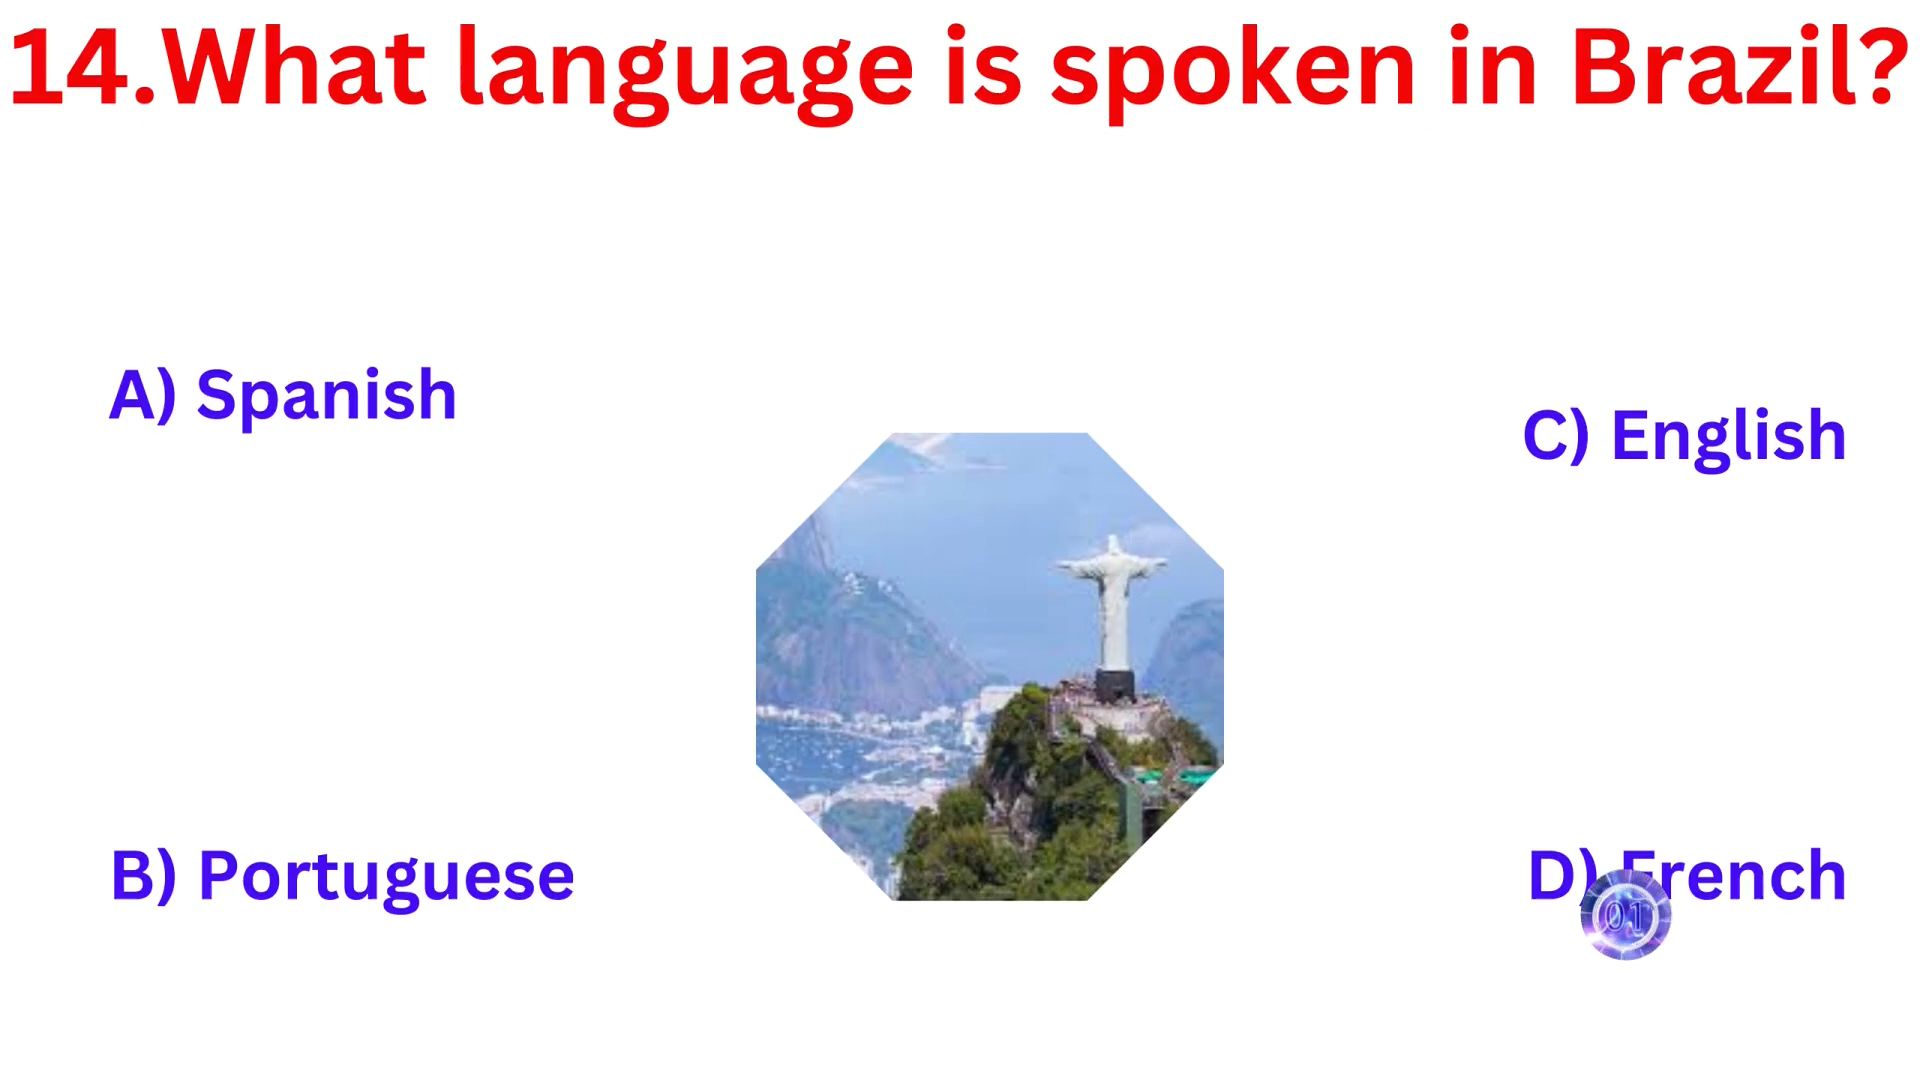 14.What language is spoken in Brazil?
A) Spanish
C) English
B) Portuguese
D) French
01